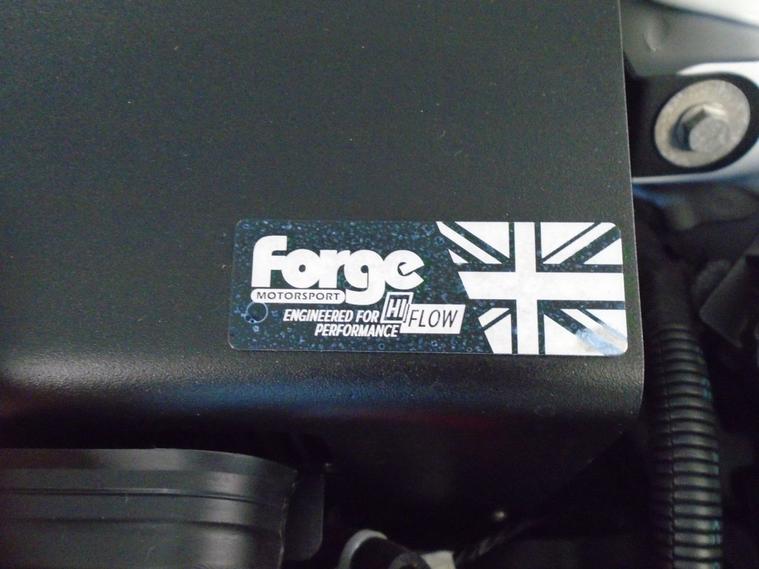 forge
MOTORSPORT
ENGINEERED FOR
PERFORMANCE
HI FLOW